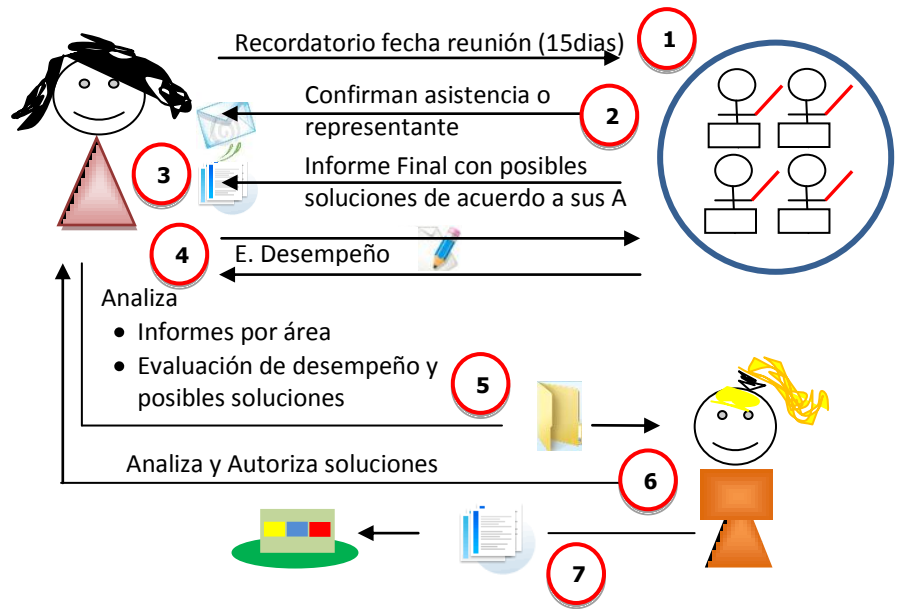 Recordatorio fecha reunión (15dias)
1
Confirman asistencia o
representante
2
3
Informe Final con posibles
soluciones de acuerdo a sus A
4
E. Desempeño
Analiza
• Informes por área
• Evaluación de desempeño y
posibles soluciones
5
Analiza y Autoriza soluciones
6
7